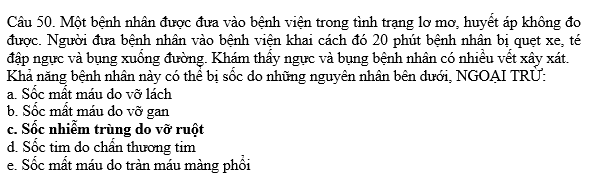 Câu 50. Một bệnh nhân được đưa vào bệnh viện trong tình trạng lơ mơ, huyết áp không đo
được. Người đưa bệnh nhân vào bệnh viện khai cách đó 20 phút bệnh nhân bị quẹt xe, té
đập ngực và bụng xuống đường. Khám thấy ngực và bụng bệnh nhân có nhiều vết xây xát.
Khả năng bệnh nhân này có thể bị sốc do những nguyên nhân bên dưới, NGOẠI TRỪ:
a. Sốc mất máu do vỡ lách
b. Sốc mất máu do vỡ gan
c. Sốc nhiễm trùng do vỡ ruột
d. Sốc tim do chấn thương tim
e. Sốc mất máu do tràn máu màng phổi